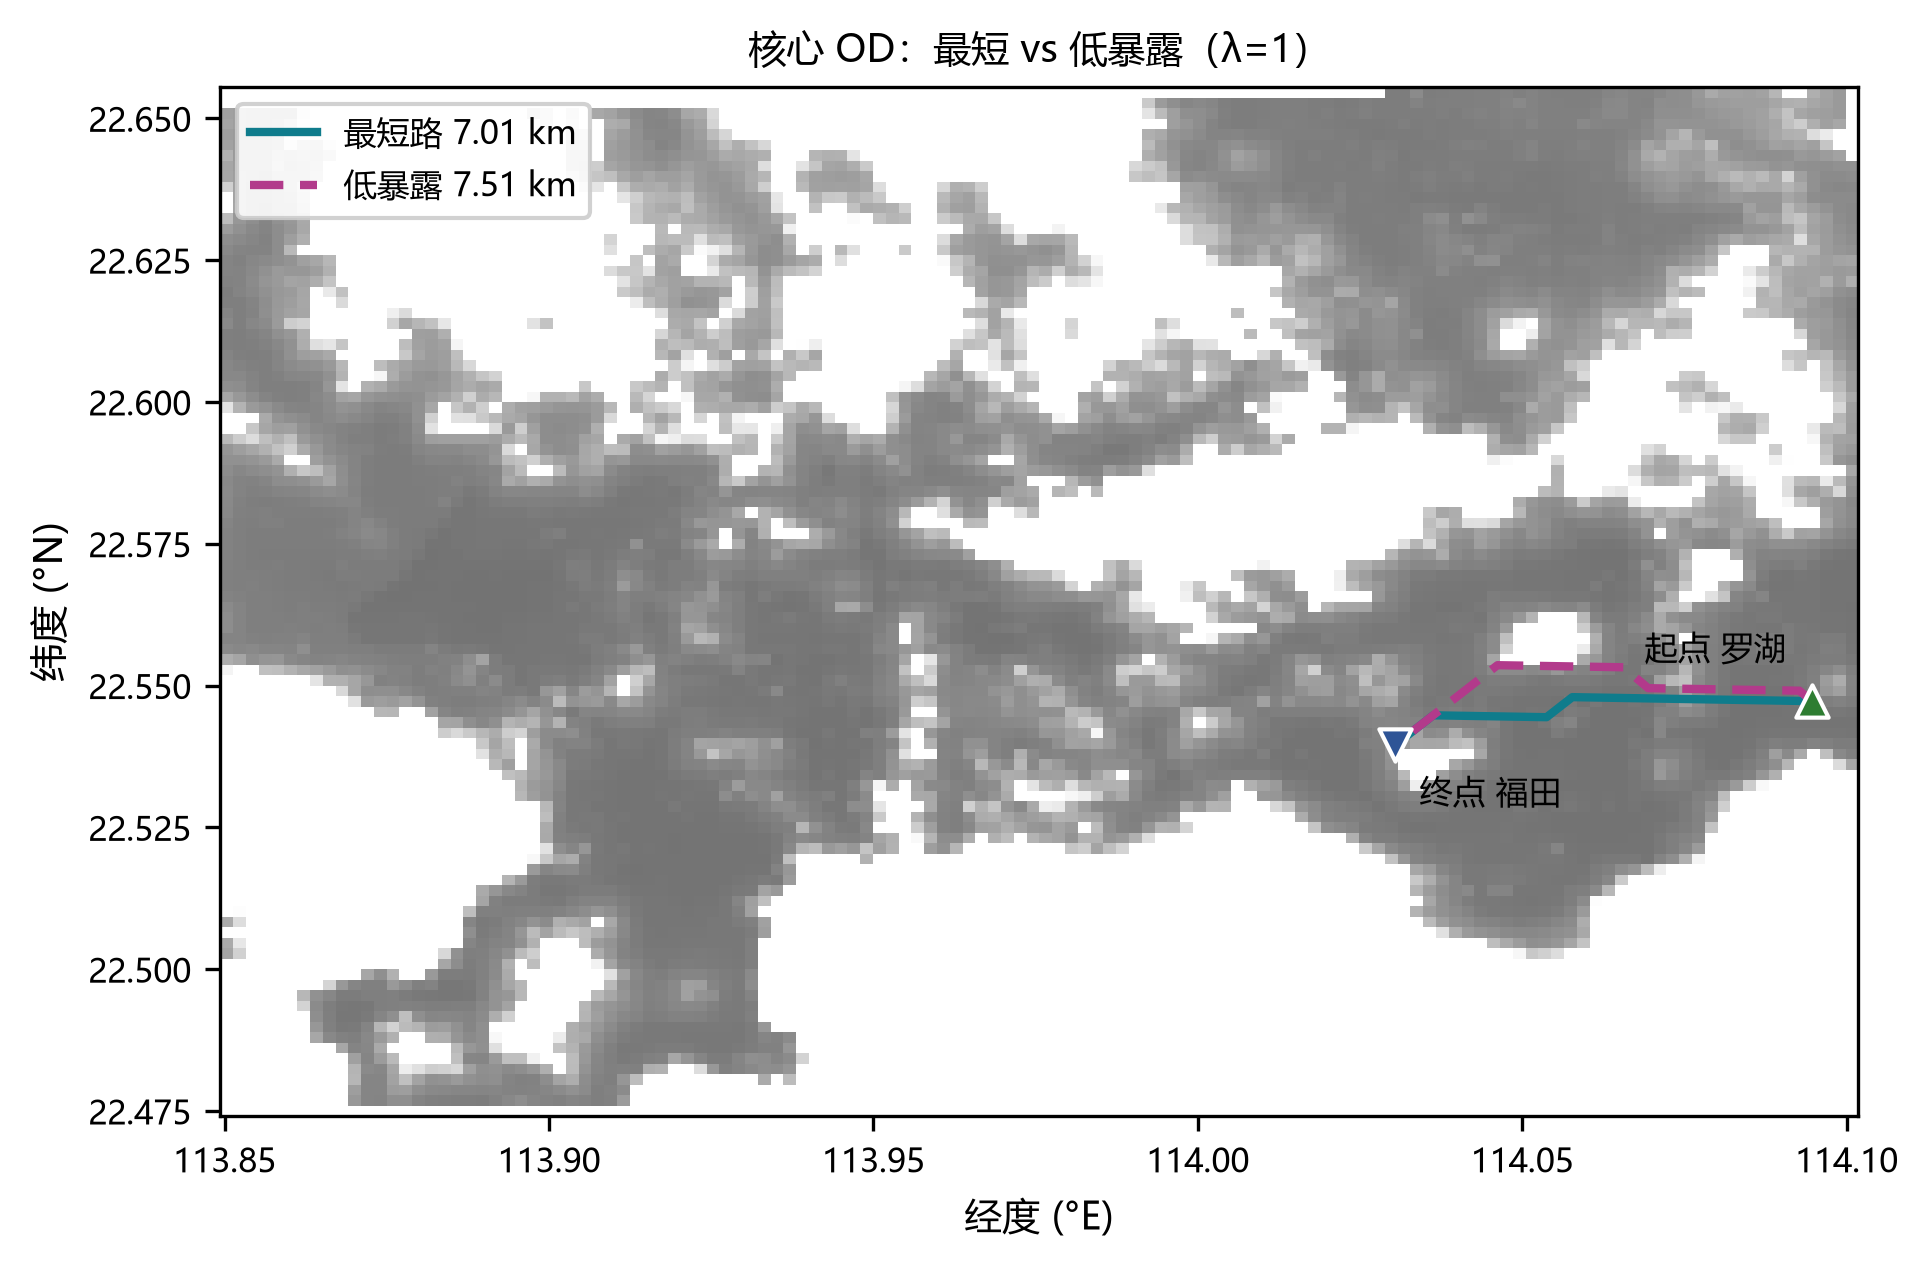 核心 OD：最短 vs 低暴露（λ=1）
最短路 7.01 km
低暴露 7.51 km
22.650
22.625
22.600
22.575
22.550
22.525
22.500
22.475
纬度 (°N)
起点 罗湖
终点 福田
113.85
113.90
113.95
114.00
114.05
114.10
经度 (°E)